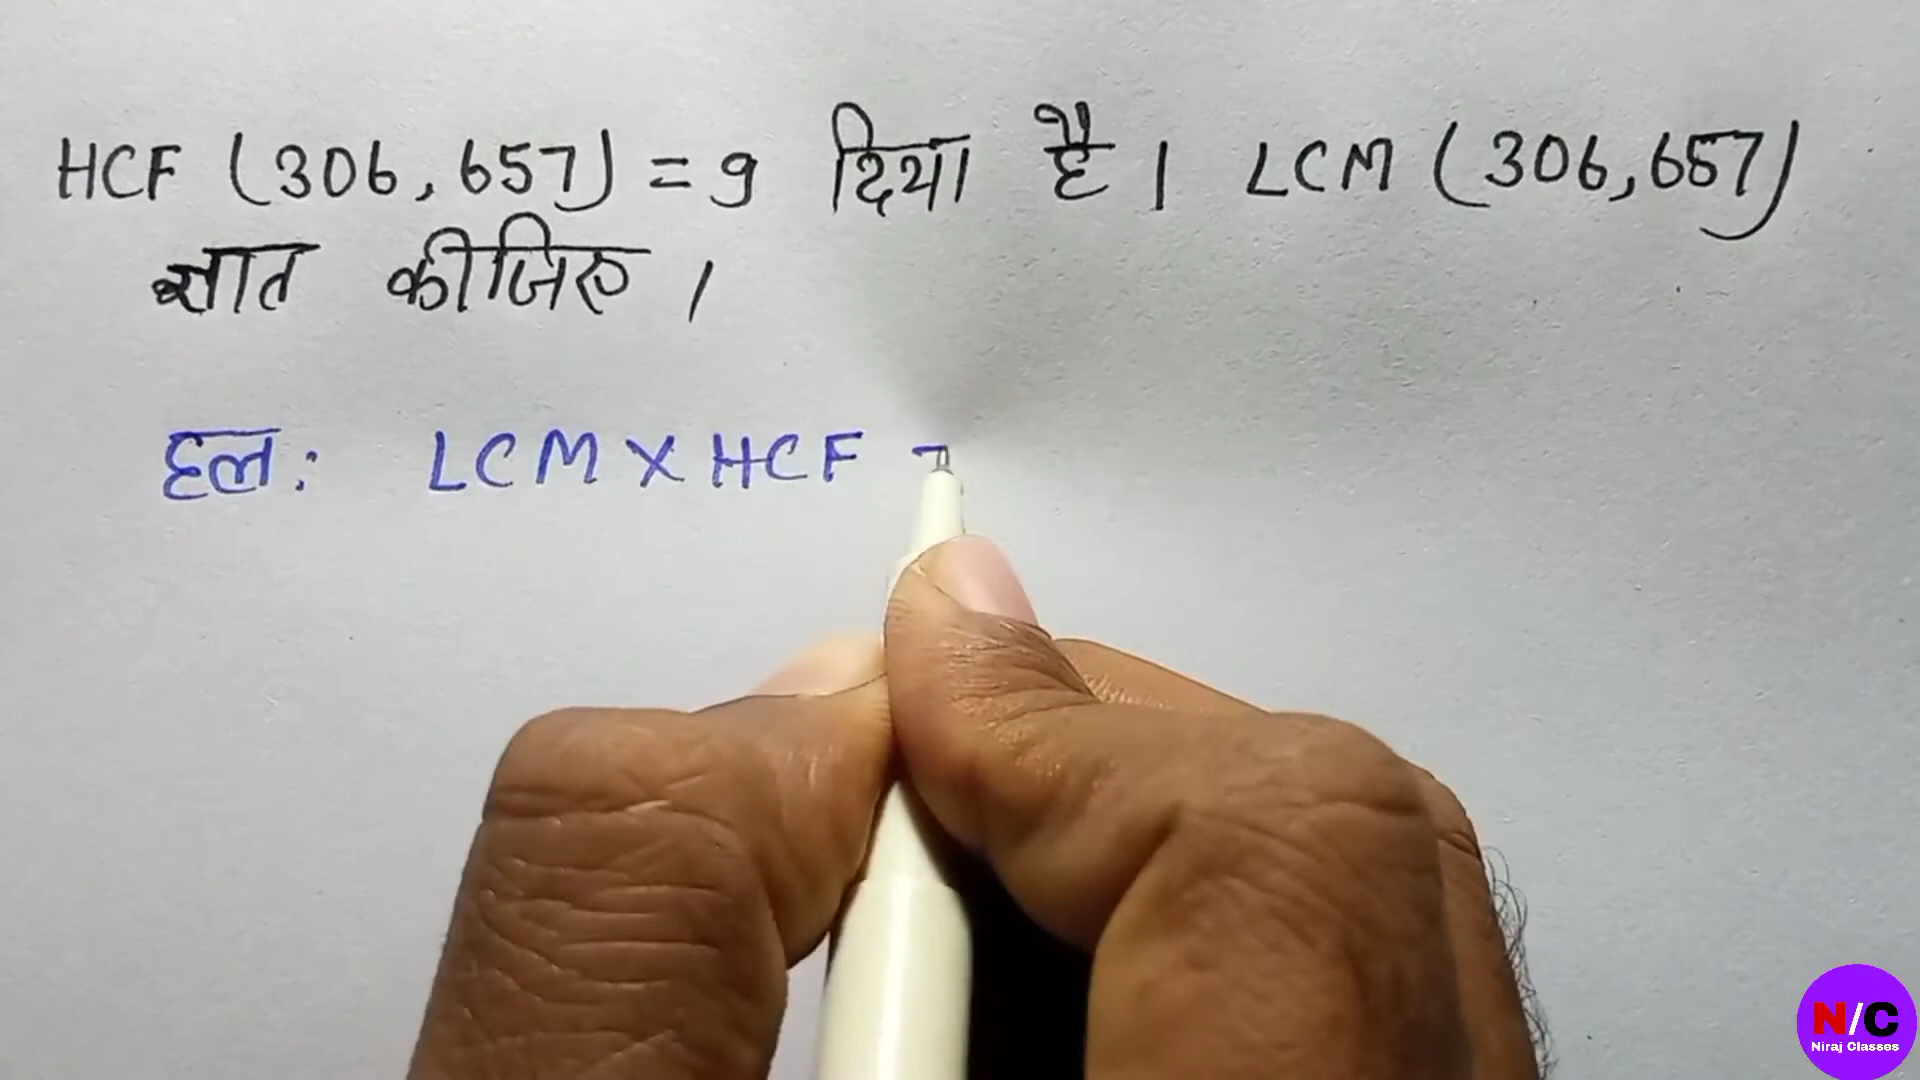 HCF (306,657) = 9 दिया है । LCM (306,657)
ज्ञात कीजिए ।
हल: LCM X HCF =
N/C
Niraj Classes